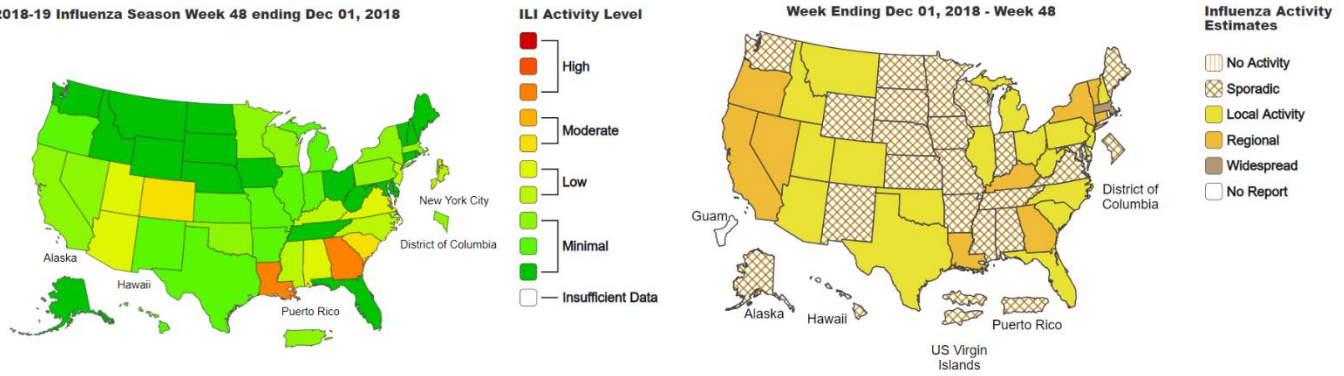 2018-19 Influenza Season Week 48 ending Dec 01, 2018
ILI Activity Level
High
Moderate
Low
Minimal
Insufficient Data
New York City
District of Columbia
Alaska
Hawaii
Puerto Rico
Week Ending Dec 01, 2018 - Week 48
Influenza Activity
Estimates
No Activity
Sporadic
Local Activity
Regional
Widespread
No Report
District of
Columbia
Guam
Alaska
Hawaii
Puerto Rico
US Virgin
Islands